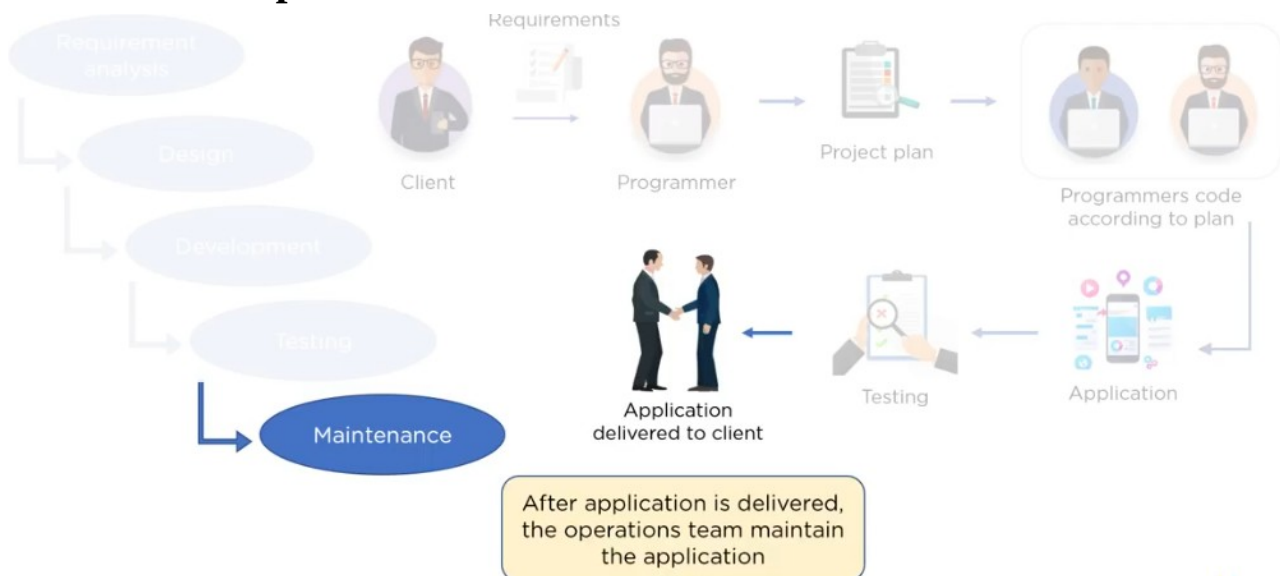 Requirements
Requirement
analysis
Design
Development
Testing
Maintenance
Client
Programmer
Project plan
Programmers code
according to plan
Application
Testing
Application
delivered to client
After application is delivered,
the operations team maintain
the application